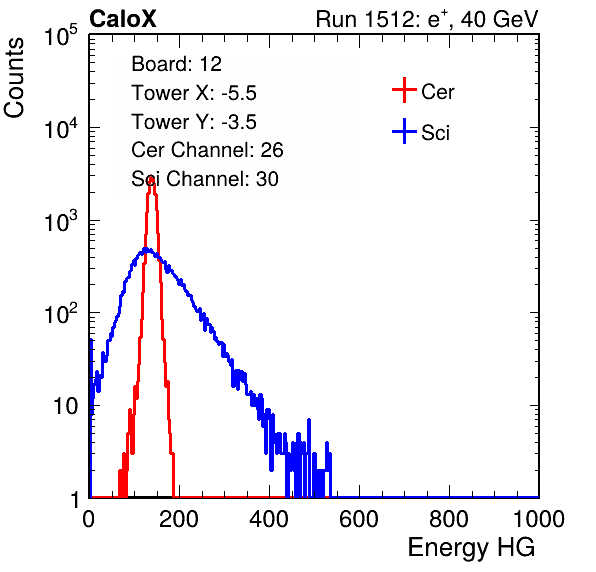 CaloX
Run 1512: e⁺, 40 GeV
Counts
10⁵
10⁴
10³
10²
10
1
Board: 12
Tower X: -5.5
Tower Y: -3.5
Cer Channel: 26
Sci Channel: 30
Cer
Sci
0 200 400 600 800 1000
Energy HG